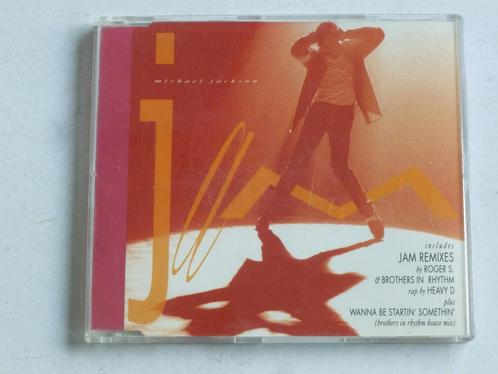 michael jackson
jam
includes
JAM REMIXES
by ROGER S.
& BROTHERS IN RHYTHM
rap by HEAVY D
plus
WANNA BE STARTIN' SOMETHIN'
(brothers in rhythm house mix)